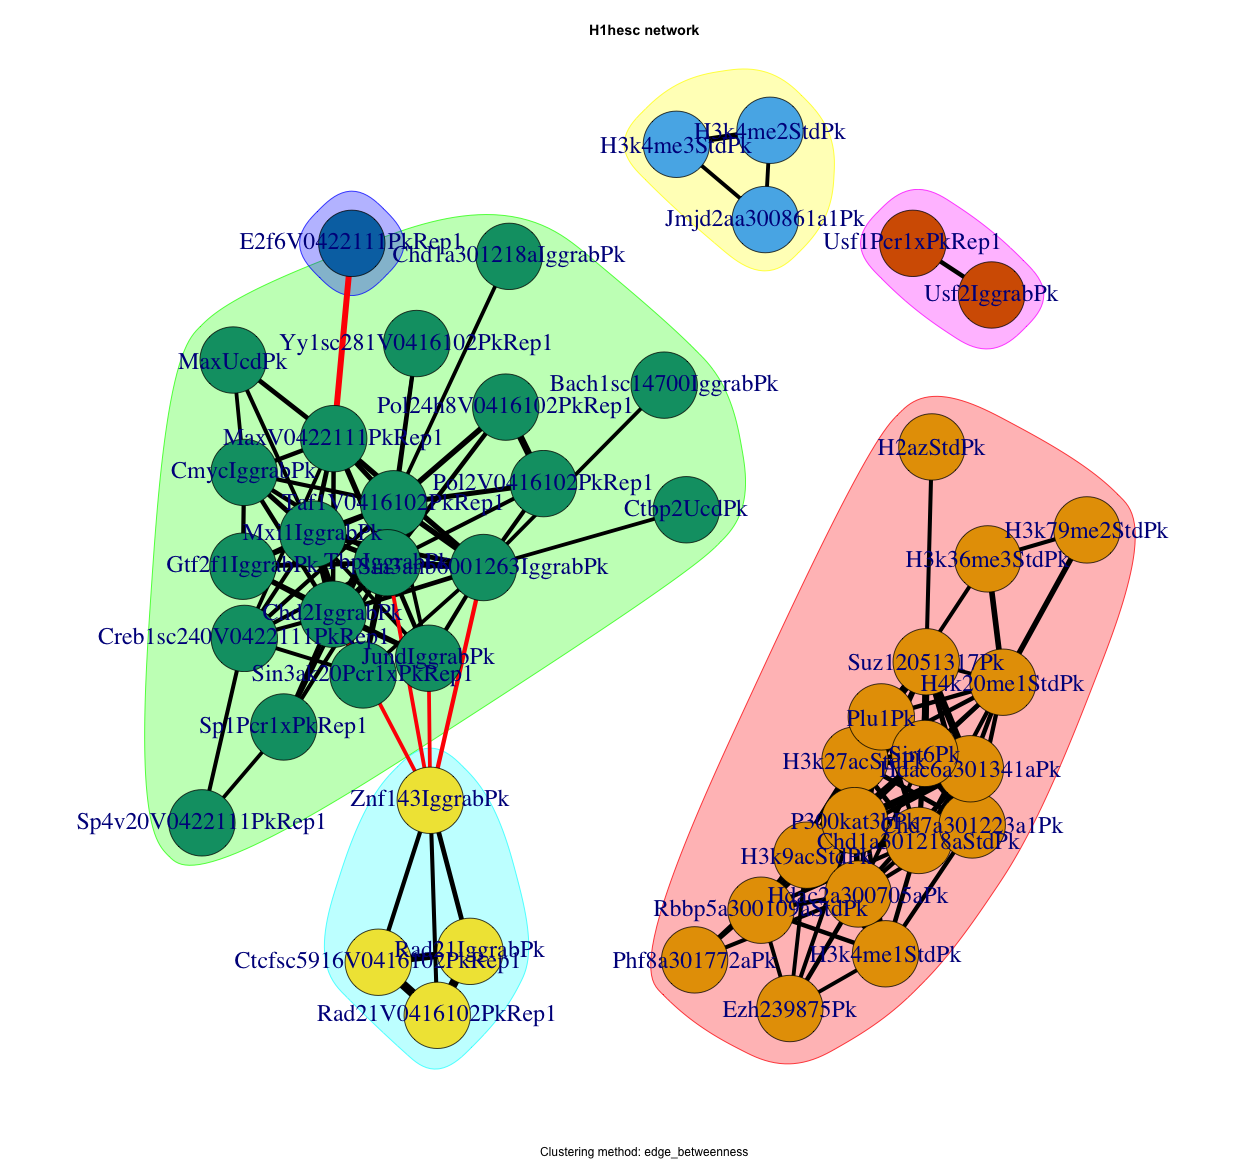 H1hesc network
H3k4me2StdPk
H3k4me3StdPk
Jmjd2aa300861a1Pk
E2f6V0422111PkRep1
Usf1Pcr1xPkRep1
Chd1a301218aIggrabPk
Usf2IggrabPk
Yy1sc281V0416102PkRep1
MaxUcdPk
Bach1sc14700IggrabPk
Pol24h8V0416102PkRep1
MaxV0422111PkRep1
H2azStdPk
CmycIggrabPk
Pol2V0416102PkRep1
Taf1V0416102PkRep1
Ctbp2UcdPk
Mxi1IggrabPk
H3k79me2StdPk
H3k36me3StdPk
Gtf2f1IggrabPk
TbpIggrabPk
Sin3anb6001263IggrabPk
Chd2IggrabPk
Creb1sc240V0422111PkRep1
JundIggrabPk
Suz12051317Pk
Sin3ak20Pcr1xPkRep1
H4k20me1StdPk
Plu1Pk
Sp1Pcr1xPkRep1
Sirt6Pk
H3k27acStdPk
Hdac6a301341aPk
Znf143IggrabPk
Sp4v20V0422111PkRep1
P300kat3bPk
Chd7a301223a1Pk
Chd1a301218aStdPk
H3k9acStdPk
Hdac2a300705aPk
Rbbp5a300109aStdPk
Rad21IggrabPk
H3k4me1StdPk
Ctcfsc5916V0416102PkRep1
Phf8a301772aPk
Ezh239875Pk
Rad21V0416102PkRep1
Clustering method: edge_betweenness